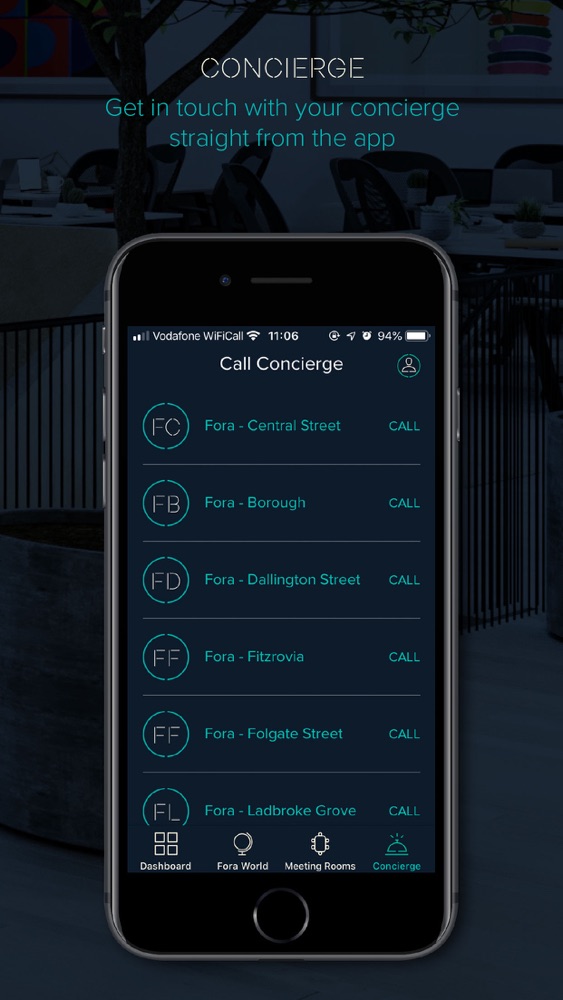 CONCIERGE
Get in touch with your concierge
straight from the app
Vodafone WiFiCall 11:06 94%
Call Concierge
FC Fora - Central Street CALL
FB Fora - Borough CALL
FD Fora - Dallington Street CALL
FF Fora - Fitzrovia CALL
FF Fora - Folgate Street CALL
FL Fora - Ladbroke Grove CALL
Dashboard Fora World Meeting Rooms Concierge